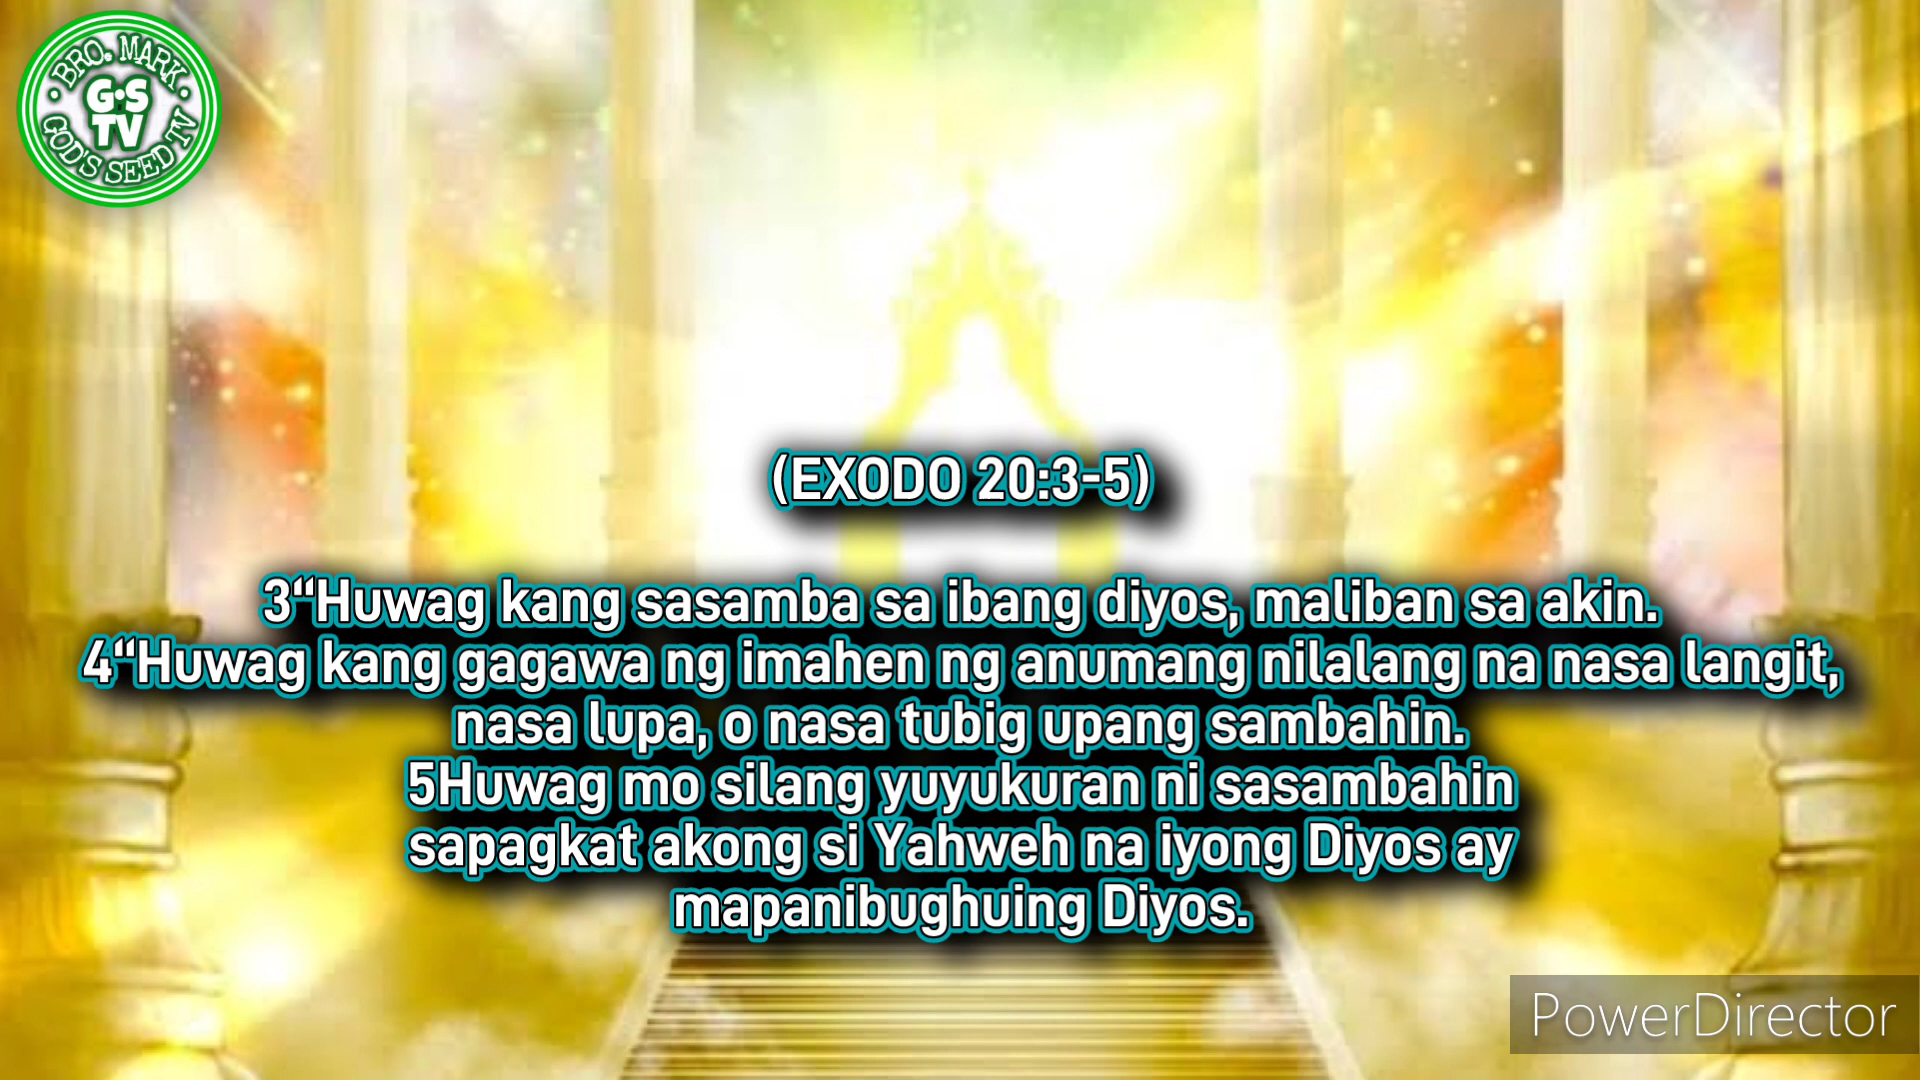 BRO. MARK
G·S
TV
GOD'S SEED TV
(EXODO 20:3-5)
3“Huwag kang sasamba sa ibang diyos, maliban sa akin.
4“Huwag kang gagawa ng imahen ng anumang nilalang na nasa langit,
nasa lupa, o nasa tubig upang sambahin.
5Huwag mo silang yuyukuran ni sasambahin
sapagkat akong si Yahweh na iyong Diyos ay
mapanibughuing Diyos.
PowerDirector